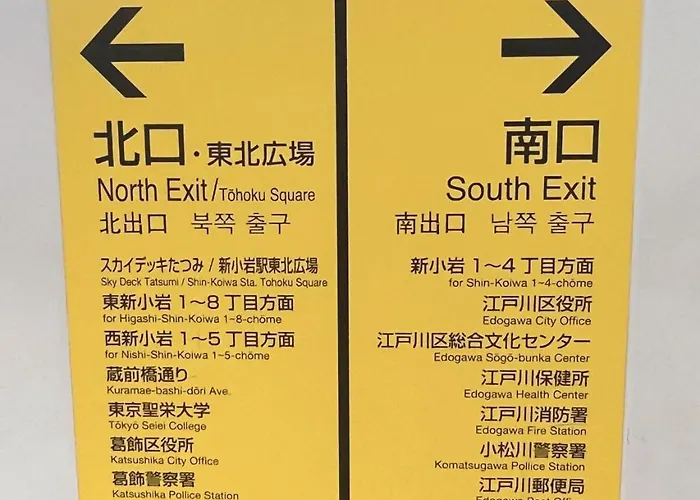 北口・東北広場
North Exit/Tōhoku Square
北出口 북쪽 출구
スカイデッキたつみ / 新小岩駅東北広場
Sky Deck Tatsumi / Shin-Koiwa Sta. Tohoku Square
東新小岩 1～8 丁目方面
for Higashi-Shin-Koiwa 1~8-chōme
西新小岩 1～5 丁目方面
for Nishi-Shin-Koiwa 1~5-chōme
蔵前橋通り
Kuramae-bashi-dōri Ave.
東京聖栄大学
Tōkyō Seiei College
葛飾区役所
Katsushika City Office
葛飾警察署
Katsushika Police Station
南口
South Exit
南出口 남쪽 출구
新小岩 1～4 丁目方面
for Shin-Koiwa 1~4-chōme
江戸川区役所
Edogawa City Office
江戸川区総合文化センター
Edogawa Sōgō-bunka Center
江戸川保健所
Edogawa Health Center
江戸川消防署
Edogawa Fire Station
小松川警察署
Komatsugawa Police Station
江戸川郵便局
Edogawa Post Office